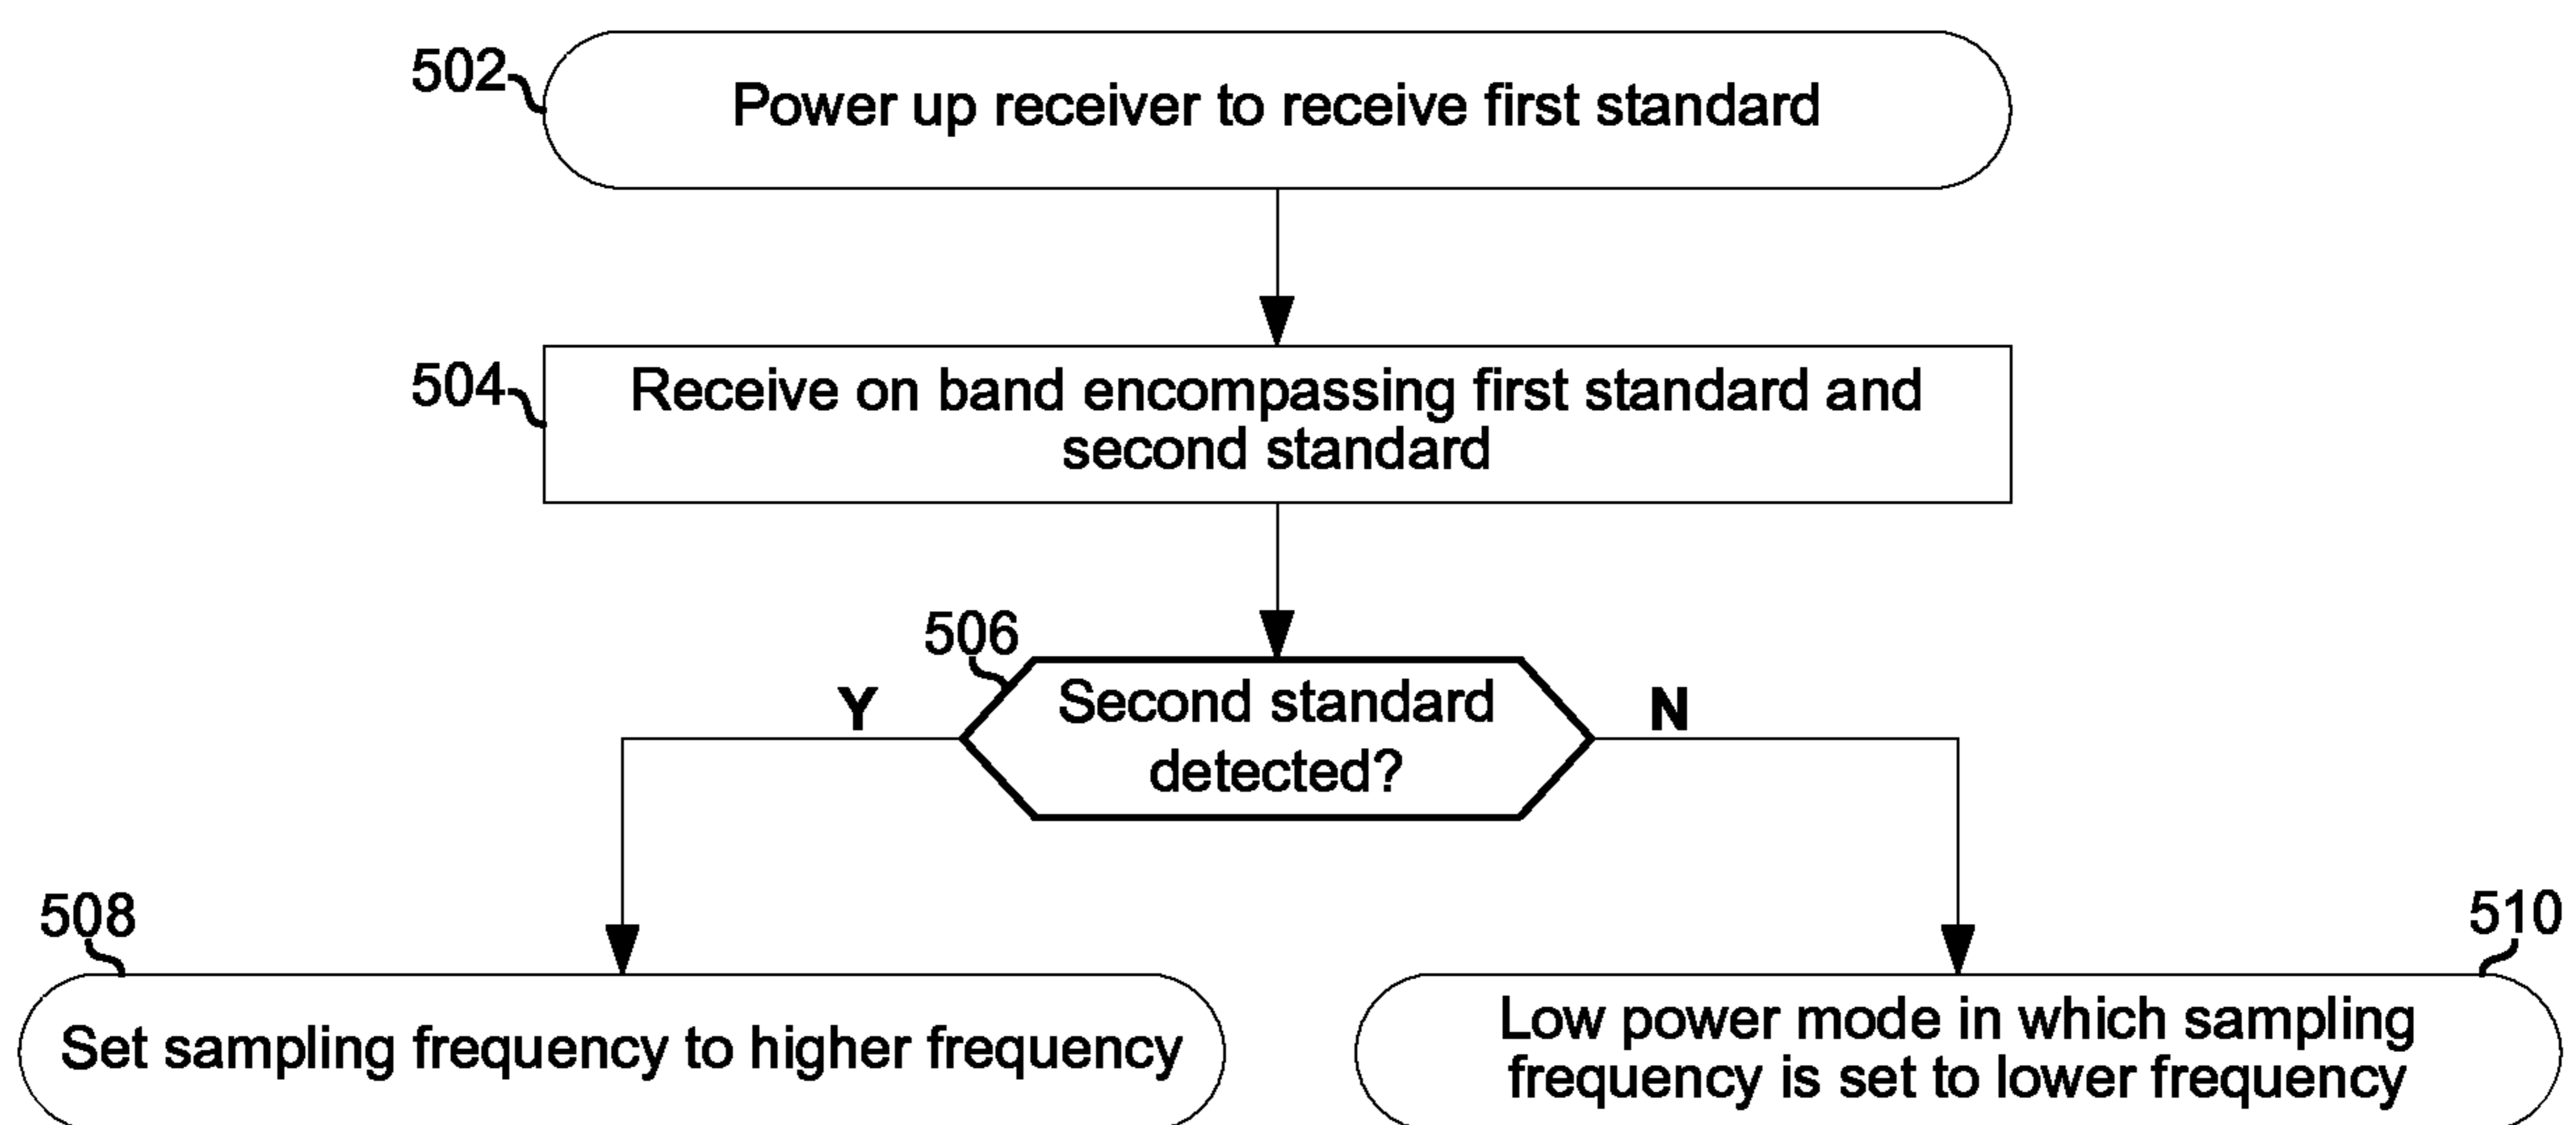 502
Power up receiver to receive first standard
504
Receive on band encompassing first standard and
second standard
506
Y
Second standard
detected?
N
508
Set sampling frequency to higher frequency
510
Low power mode in which sampling
frequency is set to lower frequency